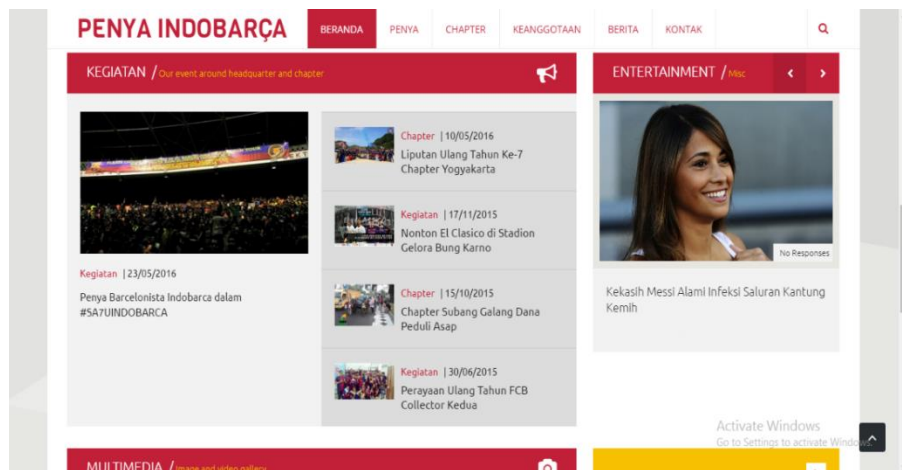 PENYA INDOBARÇA
BERANDA PENYA CHAPTER KEANGGOTAAN BERITA KONTAK
KEGIATAN / Our event around headquarter and chapter
Kegiatan | 23/05/2016
Penya Barcelonista Indobarca dalam
#SA7UINDOBARCA
Chapter | 10/05/2016
Liputan Ulang Tahun Ke-7
Chapter Yogyakarta
Kegiatan | 17/11/2015
Nonton El Clasico di Stadion
Gelora Bung Karno
Chapter | 15/10/2015
Chapter Subang Galang Dana
Peduli Asap
Kegiatan | 30/06/2015
Perayaan Ulang Tahun FCB
Collector Kedua
ENTERTAINMENT / Misc
No Responses
Kekasih Messi Alami Infeksi Saluran Kantung
Kemih
Activate Windows
Go to Settings to activate Windows.
MULTIMEDIA / Image and video gallery